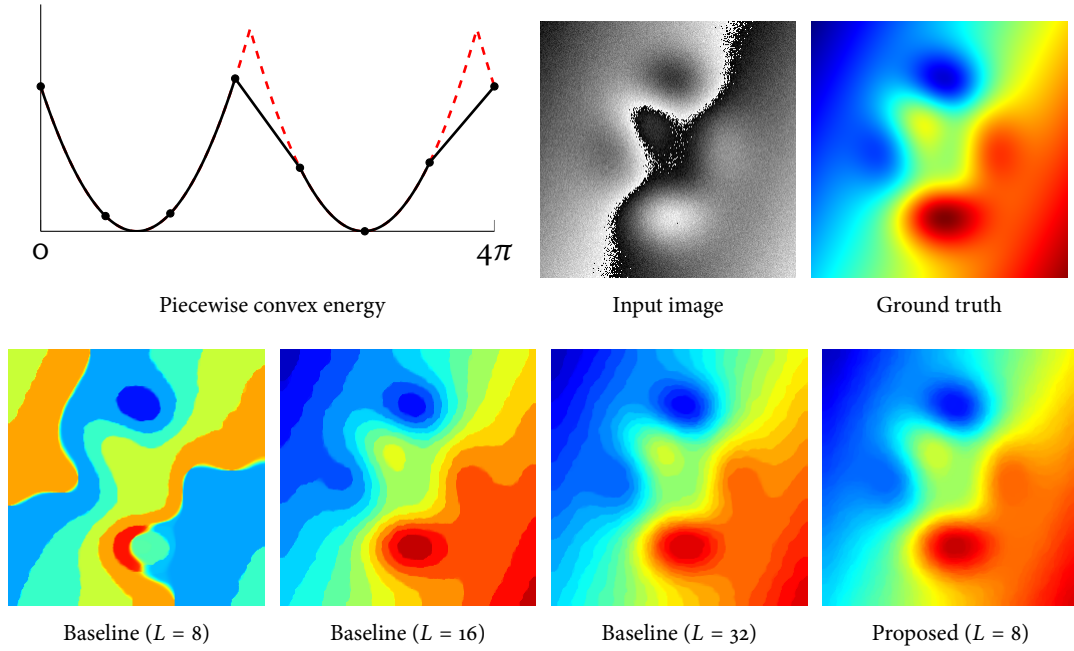 0
4π
Piecewise convex energy
Input image
Ground truth
Baseline (L = 8)
Baseline (L = 16)
Baseline (L = 32)
Proposed (L = 8)